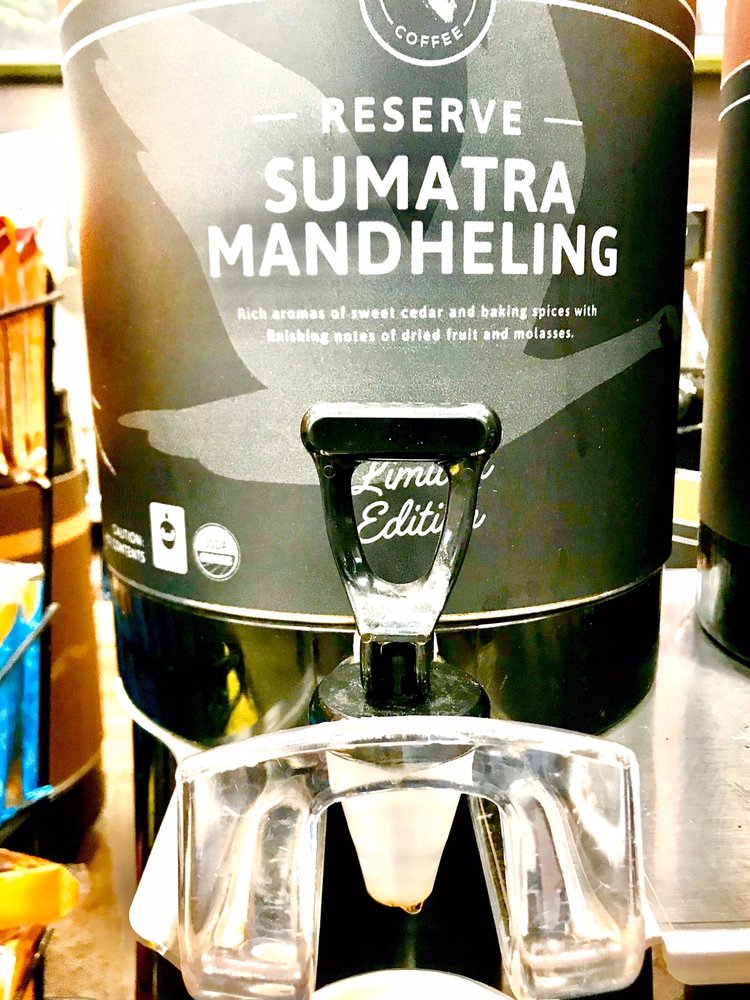 COFFEE
RESERVE
SUMATRA
MANDHELING
Rich aromas of sweet cedar and baking spices with
finishing notes of dried fruit and molasses.
Limited
Edition
CAUTION:
CONTENTS